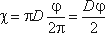 χ = πD φ/2π = Dφ/2